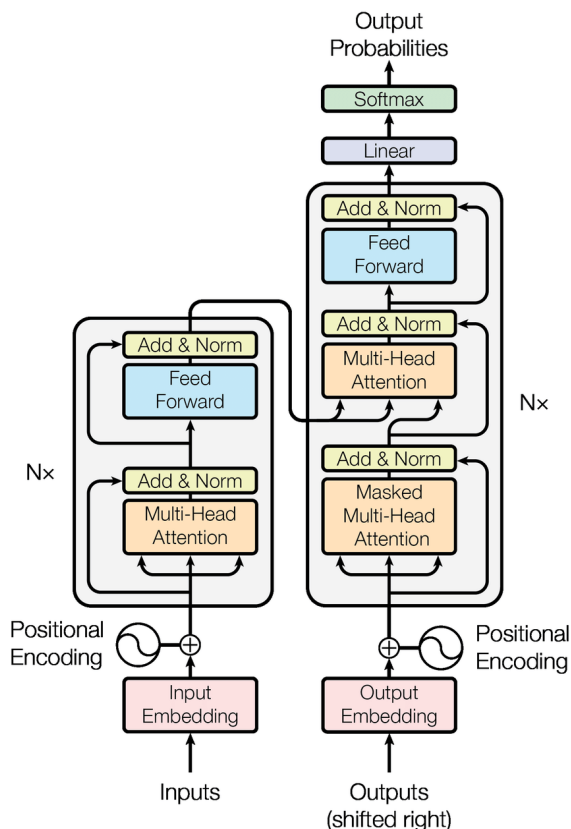 Output
Probabilities
Softmax
Linear
Add & Norm
Feed
Forward
Add & Norm
Multi-Head
Attention
Add & Norm
Masked
Multi-Head
Attention
Nx
Positional
Encoding
Output
Embedding
Outputs
(shifted right)
Add & Norm
Feed
Forward
Add & Norm
Multi-Head
Attention
Nx
Positional
Encoding
Input
Embedding
Inputs